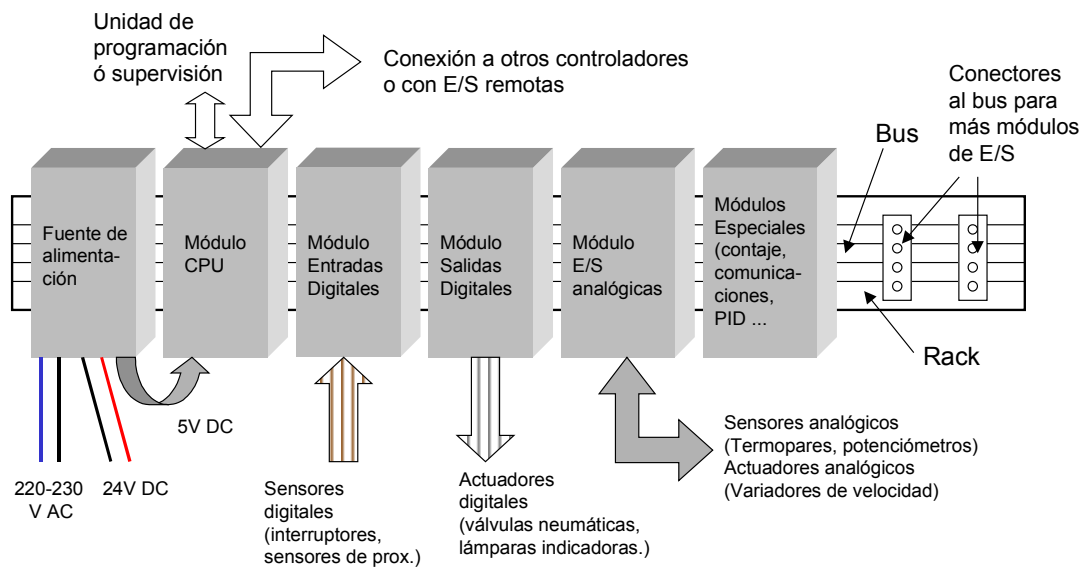 Unidad de
programación
ó supervisión
Conexión a otros controladores
o con E/S remotas
Conectores
al bus para
más módulos
de E/S
Bus
Fuente de
alimenta-
ción
Módulo
CPU
Módulo
Entradas
Digitales
Módulo
Salidas
Digitales
Módulo
E/S
analógicas
Módulos
Especiales
(contaje,
comunica-
ciones,
PID ...
Rack
5V DC
220-230
V AC
24V DC
Sensores
digitales
(interruptores,
sensores de prox.)
Actuadores
digitales
(válvulas neumáticas,
lámparas indicadoras.)
Sensores analógicos
(Termopares, potenciómetros)
Actuadores analógicos
(Variadores de velocidad)